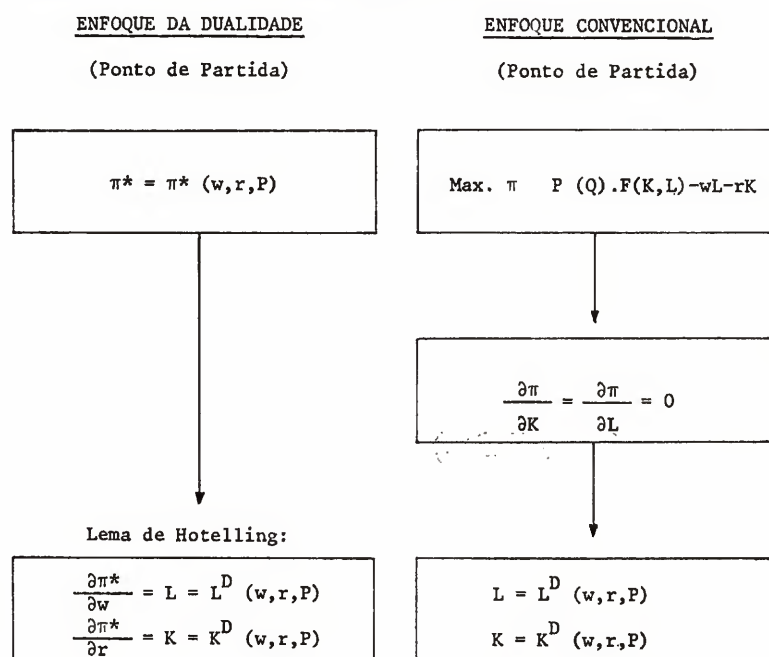 ENFOQUE DA DUALIDADE
(Ponto de Partida)
π* = π* (w,r,P)
Lema de Hotelling:
∂π*/∂w = L = L^D (w,r,P)
∂π*/∂r = K = K^D (w,r,P)
ENFOQUE CONVENCIONAL
(Ponto de Partida)
Max. π P (Q).F(K,L)-wL-rK
∂π/∂K = ∂π/∂L = 0
L = L^D (w,r,P)
K = K^D (w,r,P)